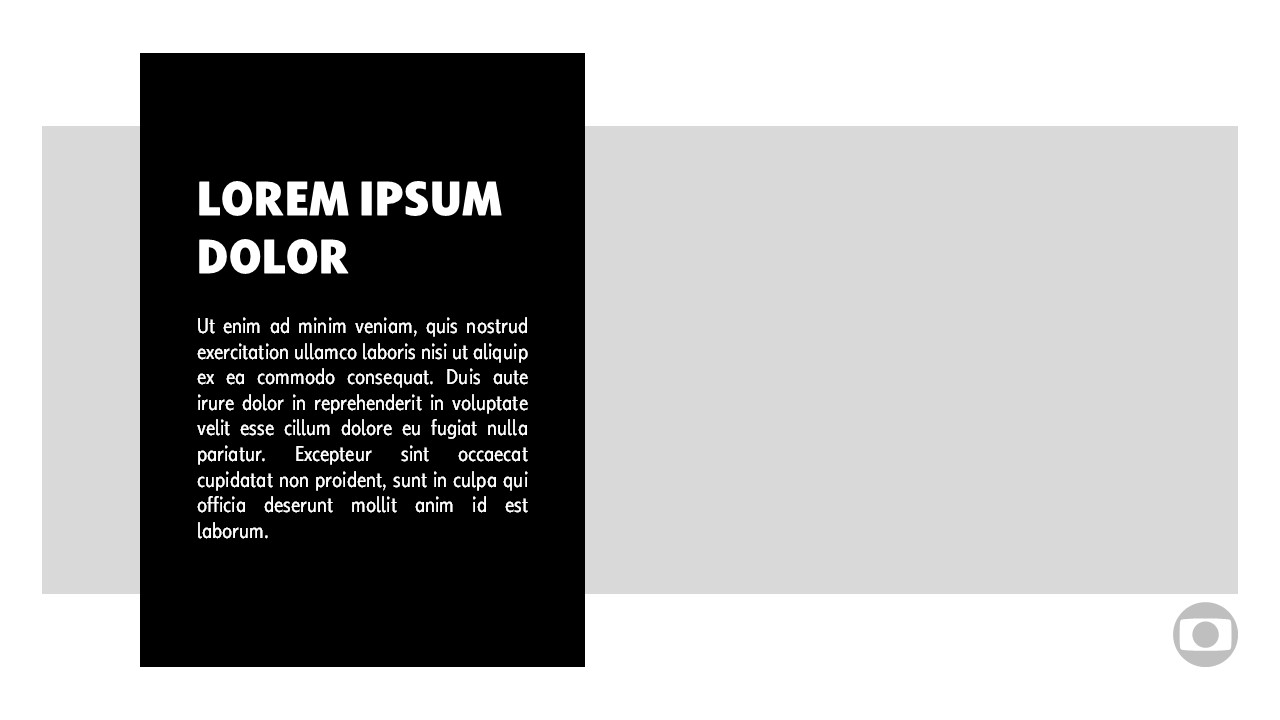 LOREM IPSUM
DOLOR
Ut enim ad minim veniam, quis nostrud
exercitation ullamco laboris nisi ut aliquip
ex ea commodo consequat. Duis aute
irure dolor in reprehenderit in voluptate
velit esse cillum dolore eu fugiat nulla
pariatur. Excepteur sint occaecat
cupidatat non proident, sunt in culpa qui
officia deserunt mollit anim id est
laborum.